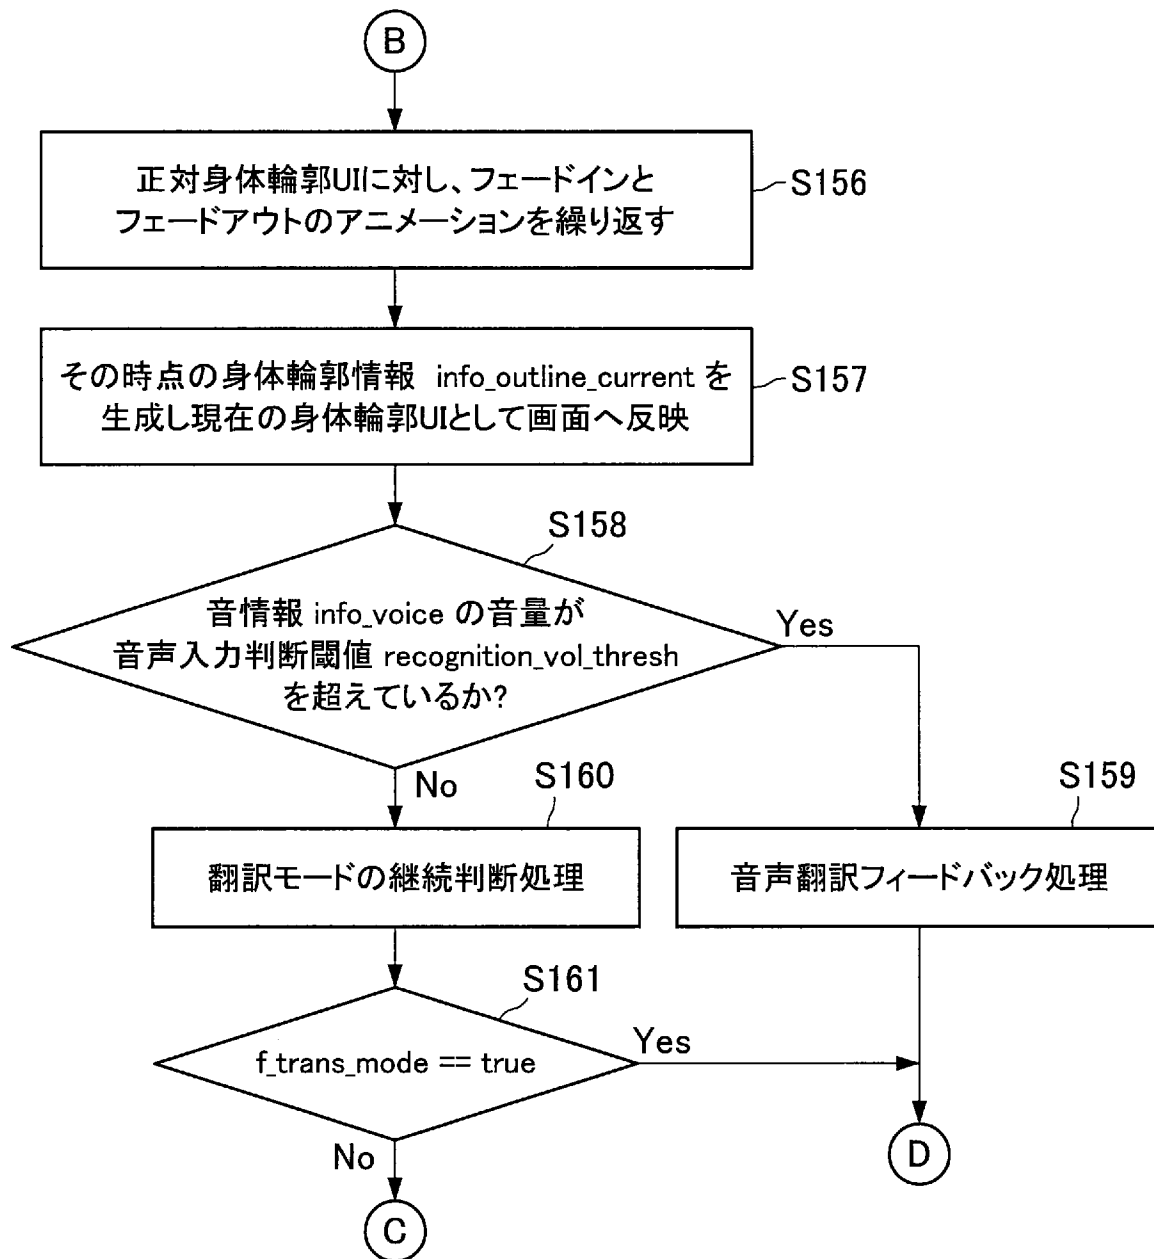 B
正対身体輪郭UIに対し、フェードインと
フェードアウトのアニメーションを繰り返す
S156
その時点の身体輪郭情報 info_outline_current を
生成し現在の身体輪郭UIとして画面へ反映
S157
S158
音情報 info_voice の音量が
音声入力判断閾値 recognition_vol_thresh
を超えているか?
Yes
No
S160
翻訳モードの継続判断処理
S159
音声翻訳フィードバック処理
S161
f_trans_mode == true
Yes
No
D
C